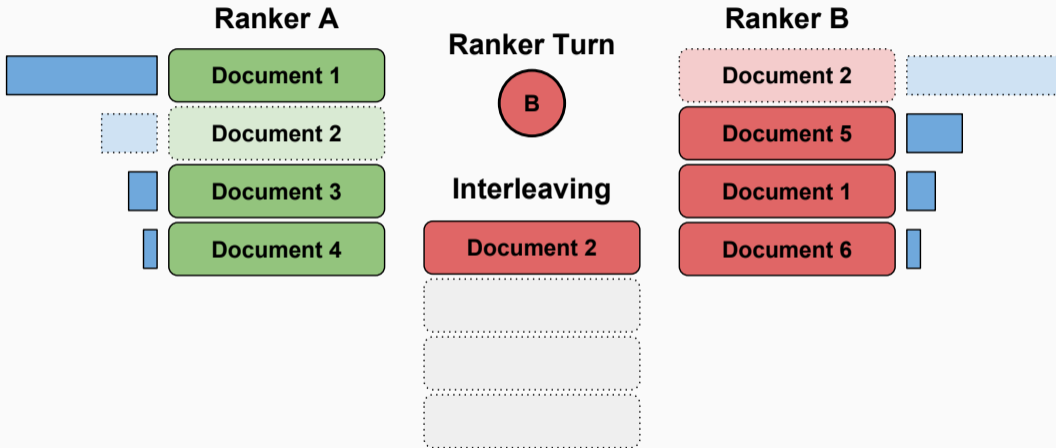 Ranker A
Document 1
Document 2
Document 3
Document 4
Ranker Turn
B
Interleaving
Document 2
Ranker B
Document 2
Document 5
Document 1
Document 6